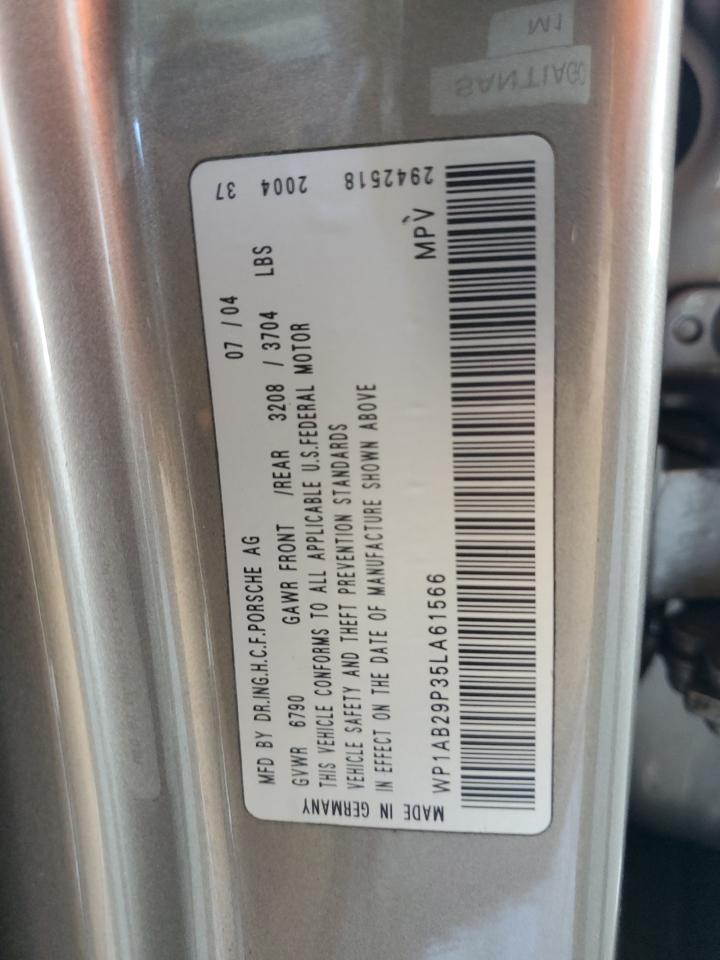 MFD BY DR.ING.H.C.F.PORSCHE AG 07 /04
GVWR 6790 GAWR FRONT /REAR 3208 / 3704 LBS
THIS VEHICLE CONFORMS TO ALL APPLICABLE U.S.FEDERAL MOTOR
VEHICLE SAFETY AND THEFT PREVENTION STANDARDS
IN EFFECT ON THE DATE OF MANUFACTURE SHOWN ABOVE
WP1AB29P35LA61566 MPV
MADE IN GERMANY
37 2004 2942518
SANTIAGO
M1